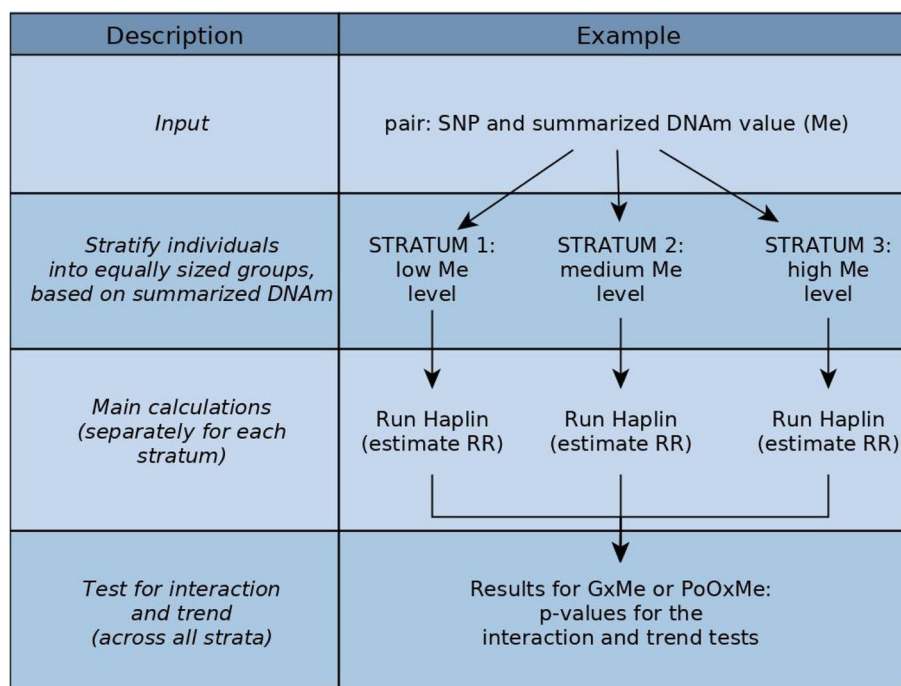 Description
Example
Input
pair: SNP and summarized DNAm value (Me)
Stratify individuals
into equally sized groups,
based on summarized DNAm
STRATUM 1:
low Me
level
STRATUM 2:
medium Me
level
STRATUM 3:
high Me
level
Main calculations
(separately for each
stratum)
Run Haplin
(estimate RR)
Run Haplin
(estimate RR)
Run Haplin
(estimate RR)
Test for interaction
and trend
(across all strata)
Results for GxMe or PoOxMe:
p-values for the
interaction and trend tests